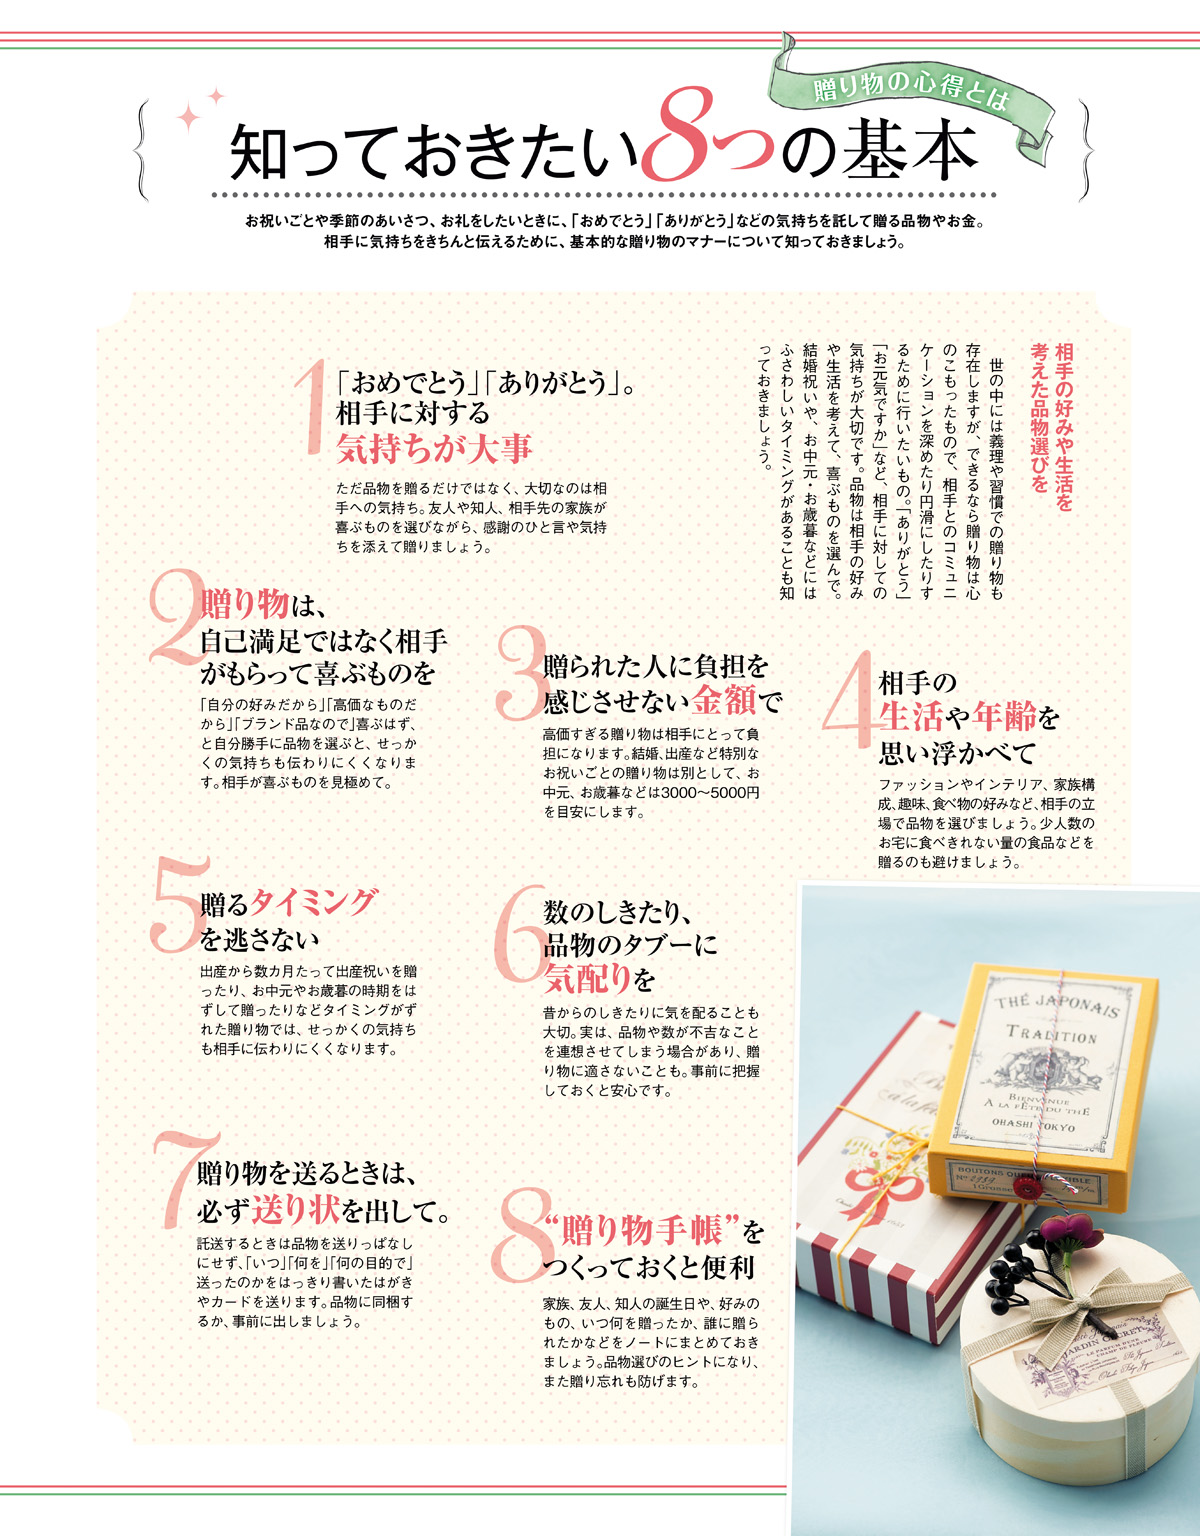 贈り物の心得とは
知っておきたい8つの基本
お祝いごとや季節のあいさつ、お礼をしたいときに、「おめでとう」「ありがとう」などの気持ちを託して贈る品物やお金。
相手に気持ちをきちんと伝えるために、基本的な贈り物のマナーについて知っておきましょう。
相手の好みや生活を
考えた品物選びを
世の中には義理や習慣での贈り物も
存在しますが、できるなら贈り物は心
のこもったもので、相手とのコミュニ
ケーションを深めたり円滑にしたりす
るために行いたいもの。「ありがとう」
「お元気ですか」など、相手に対しての
気持ちが大切です。品物は相手の好み
や生活を考えて、喜ぶものを選んで。
結婚祝いや、お中元・お歳暮などには
ふさわしいタイミングがあることも知
っておきましょう。
1
「おめでとう」「ありがとう」。
相手に対する
気持ちが大事
ただ品物を贈るだけではなく、大切なのは相
手への気持ち。友人や知人、相手先の家族が
喜ぶものを選びながら、感謝のひと言や気持
ちを添えて贈りましょう。
2
贈り物は、
自己満足ではなく相手
がもらって喜ぶものを
「自分の好みだから」「高価なものだ
から」「ブランド品なので」喜ぶはず、
と自分勝手に品物を選ぶと、せっか
くの気持ちも伝わりにくくなりま
す。相手が喜ぶものを見極めて。
3
贈られた人に負担を
感じさせない金額で
高価すぎる贈り物は相手にとって負
担になります。結婚、出産など特別な
お祝いごとの贈り物は別として、お
中元、お歳暮などは3000〜5000円
を目安にします。
4
相手の
生活や年齢を
思い浮かべて
ファッションやインテリア、家族構
成、趣味、食べ物の好みなど、相手の立
場で品物を選びましょう。少人数の
お宅に食べきれない量の食品などを
贈るのも避けましょう。
5
贈るタイミング
を逃さない
出産から数カ月たって出産祝いを贈
ったり、お中元やお歳暮の時期をは
ずして贈ったりなどタイミングがず
れた贈り物では、せっかくの気持ち
も相手に伝わりにくくなります。
6
数のしきたり、
品物のタブーに
気配りを
昔からのしきたりに気を配ることも
大切。実は、品物や数が不吉なこと
を連想させてしまう場合があり、贈
り物に適さないことも。事前に把握
しておくと安心です。
7
贈り物を送るときは、
必ず送り状を出して。
託送するときは品物を送りっぱなし
にせず、「いつ」「何を」「何の目的で」
送ったのかをはっきり書いたはがき
やカードを送ります。品物に同梱す
るか、事前に出しましょう。
8
“贈り物手帳”を
つくっておくと便利
家族、友人、知人の誕生日や、好みの
もの、いつ何を贈ったか、誰に贈ら
れたかなどをノートにまとめておき
ましょう。品物選びのヒントになり、
また贈り忘れも防げます。
THÉ JAPONAIS
TRADITION
BIENVENUE
A LA FÊTE DU THÉ
OHASHI TOKYO
BOUTONS
JARDIN SECRET